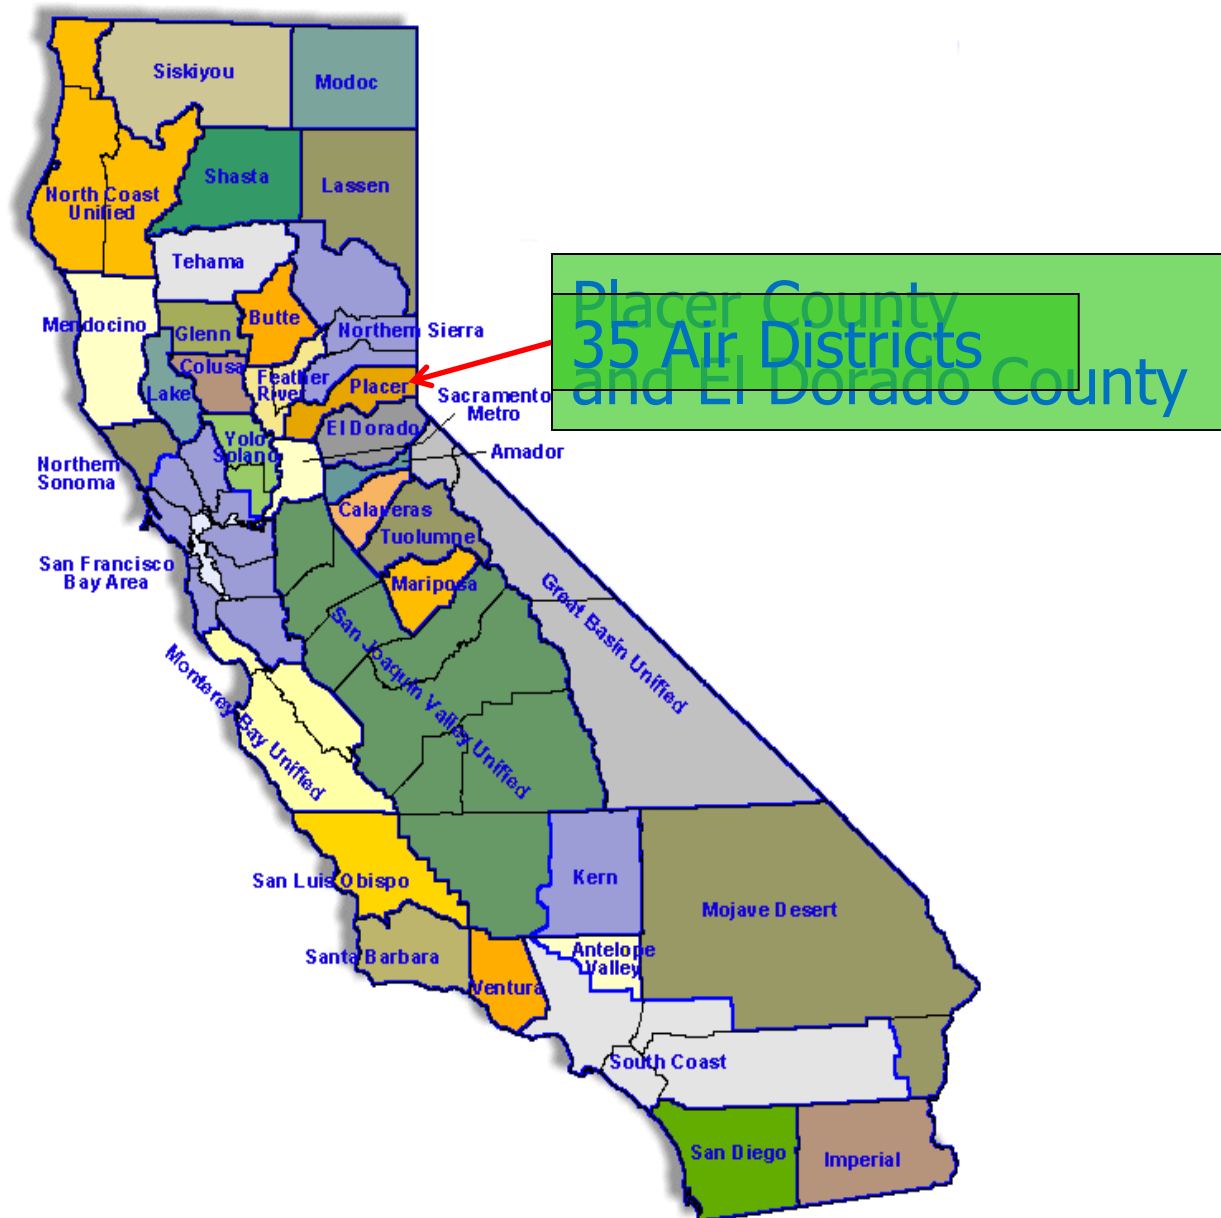 Siskiyou
Modoc
Shasta
Lassen
North Coast
Unified
Tehama
Placer County
35 Air Districts
and El Dorado County
Mendocino
Glenn
Butte
Northern Sierra
Colusa
Lake
Feather
River
Placer
Sacramento
Metro
El Dorado
Yolo
Solano
Amador
Northern
Sonoma
Calaveras
Tuolumne
San Francisco
Bay Area
Mariposa
Great Basin Unified
San Joaquin Valley Unified
Monterey Bay Unified
San Luis Obispo
Kern
Mojave Desert
Santa Barbara
Antelope
Valley
Ventura
South Coast
San Diego
Imperial